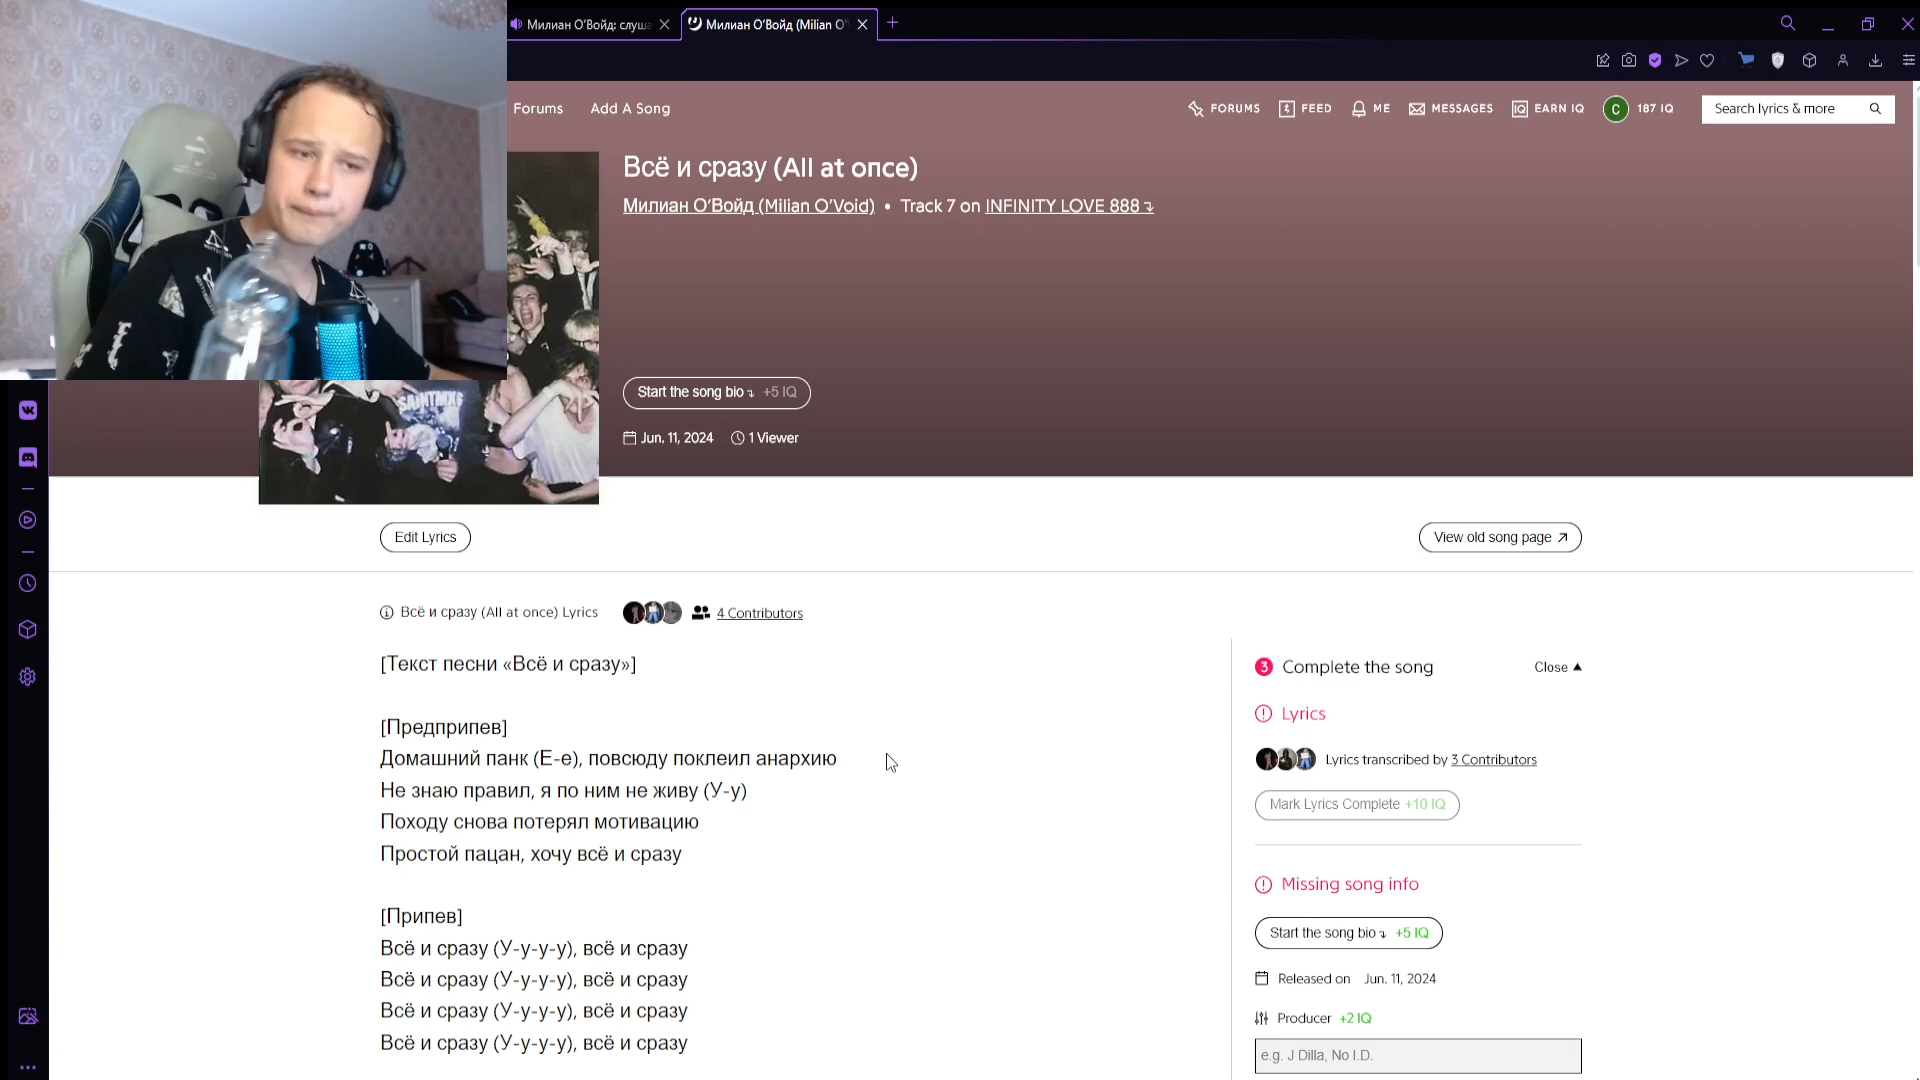 Милиан О'Войд: слуша
Милиан О'Войд (Milian O'
Forums
Add A Song
FORUMS
FEED
ME
MESSAGES
EARN IQ
C
187 IQ
Search lyrics & more
Всё и сразу (All at once)
Милиан О'Войд (Milian O'Void) • Track 7 on INFINITY LOVE 888
Start the song bio +5 IQ
Jun. 11, 2024
1 Viewer
SAINTMX6
Edit Lyrics
View old song page
Всё и сразу (All at once) Lyrics
4 Contributors
[Текст песни «Всё и сразу»]
[Предприпев]
Домашний панк (Е-е), повсюду поклеил анархию
Не знаю правил, я по ним не живу (У-у)
Походу снова потерял мотивацию
Простой пацан, хочу всё и сразу
[Припев]
Всё и сразу (У-у-у-у), всё и сразу
Всё и сразу (У-у-у-у), всё и сразу
Всё и сразу (У-у-у-у), всё и сразу
Всё и сразу (У-у-у-у), всё и сразу
3 Complete the song
Close
Lyrics
Lyrics transcribed by 3 Contributors
Mark Lyrics Complete +10 IQ
Missing song info
Start the song bio +5 IQ
Released on Jun. 11, 2024
Producer +2 IQ
e.g. J Dilla, No I.D.